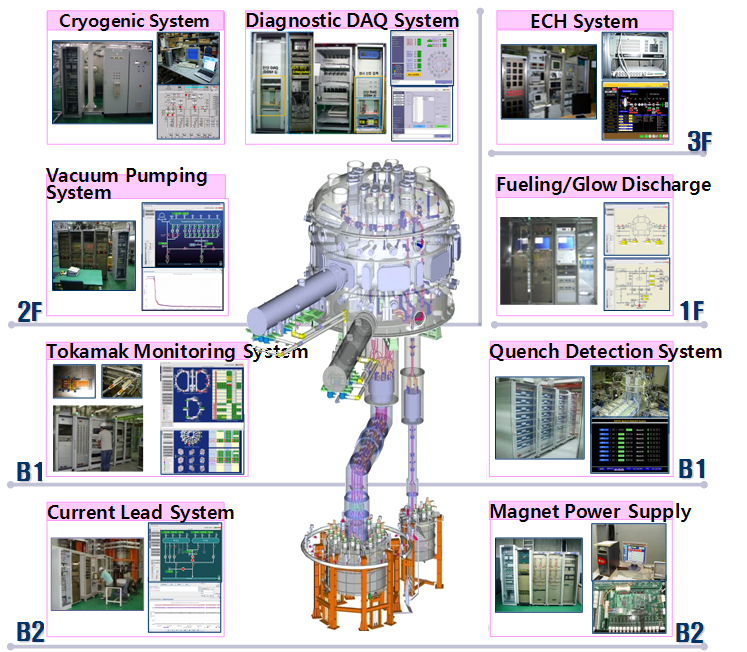 Cryogenic System
Diagnostic DAQ System
ECH System
3F
Vacuum Pumping
System
2F
Fueling/Glow Discharge
1F
Tokamak Monitoring System
B1
Quench Detection System
B1
Current Lead System
B2
Magnet Power Supply
B2